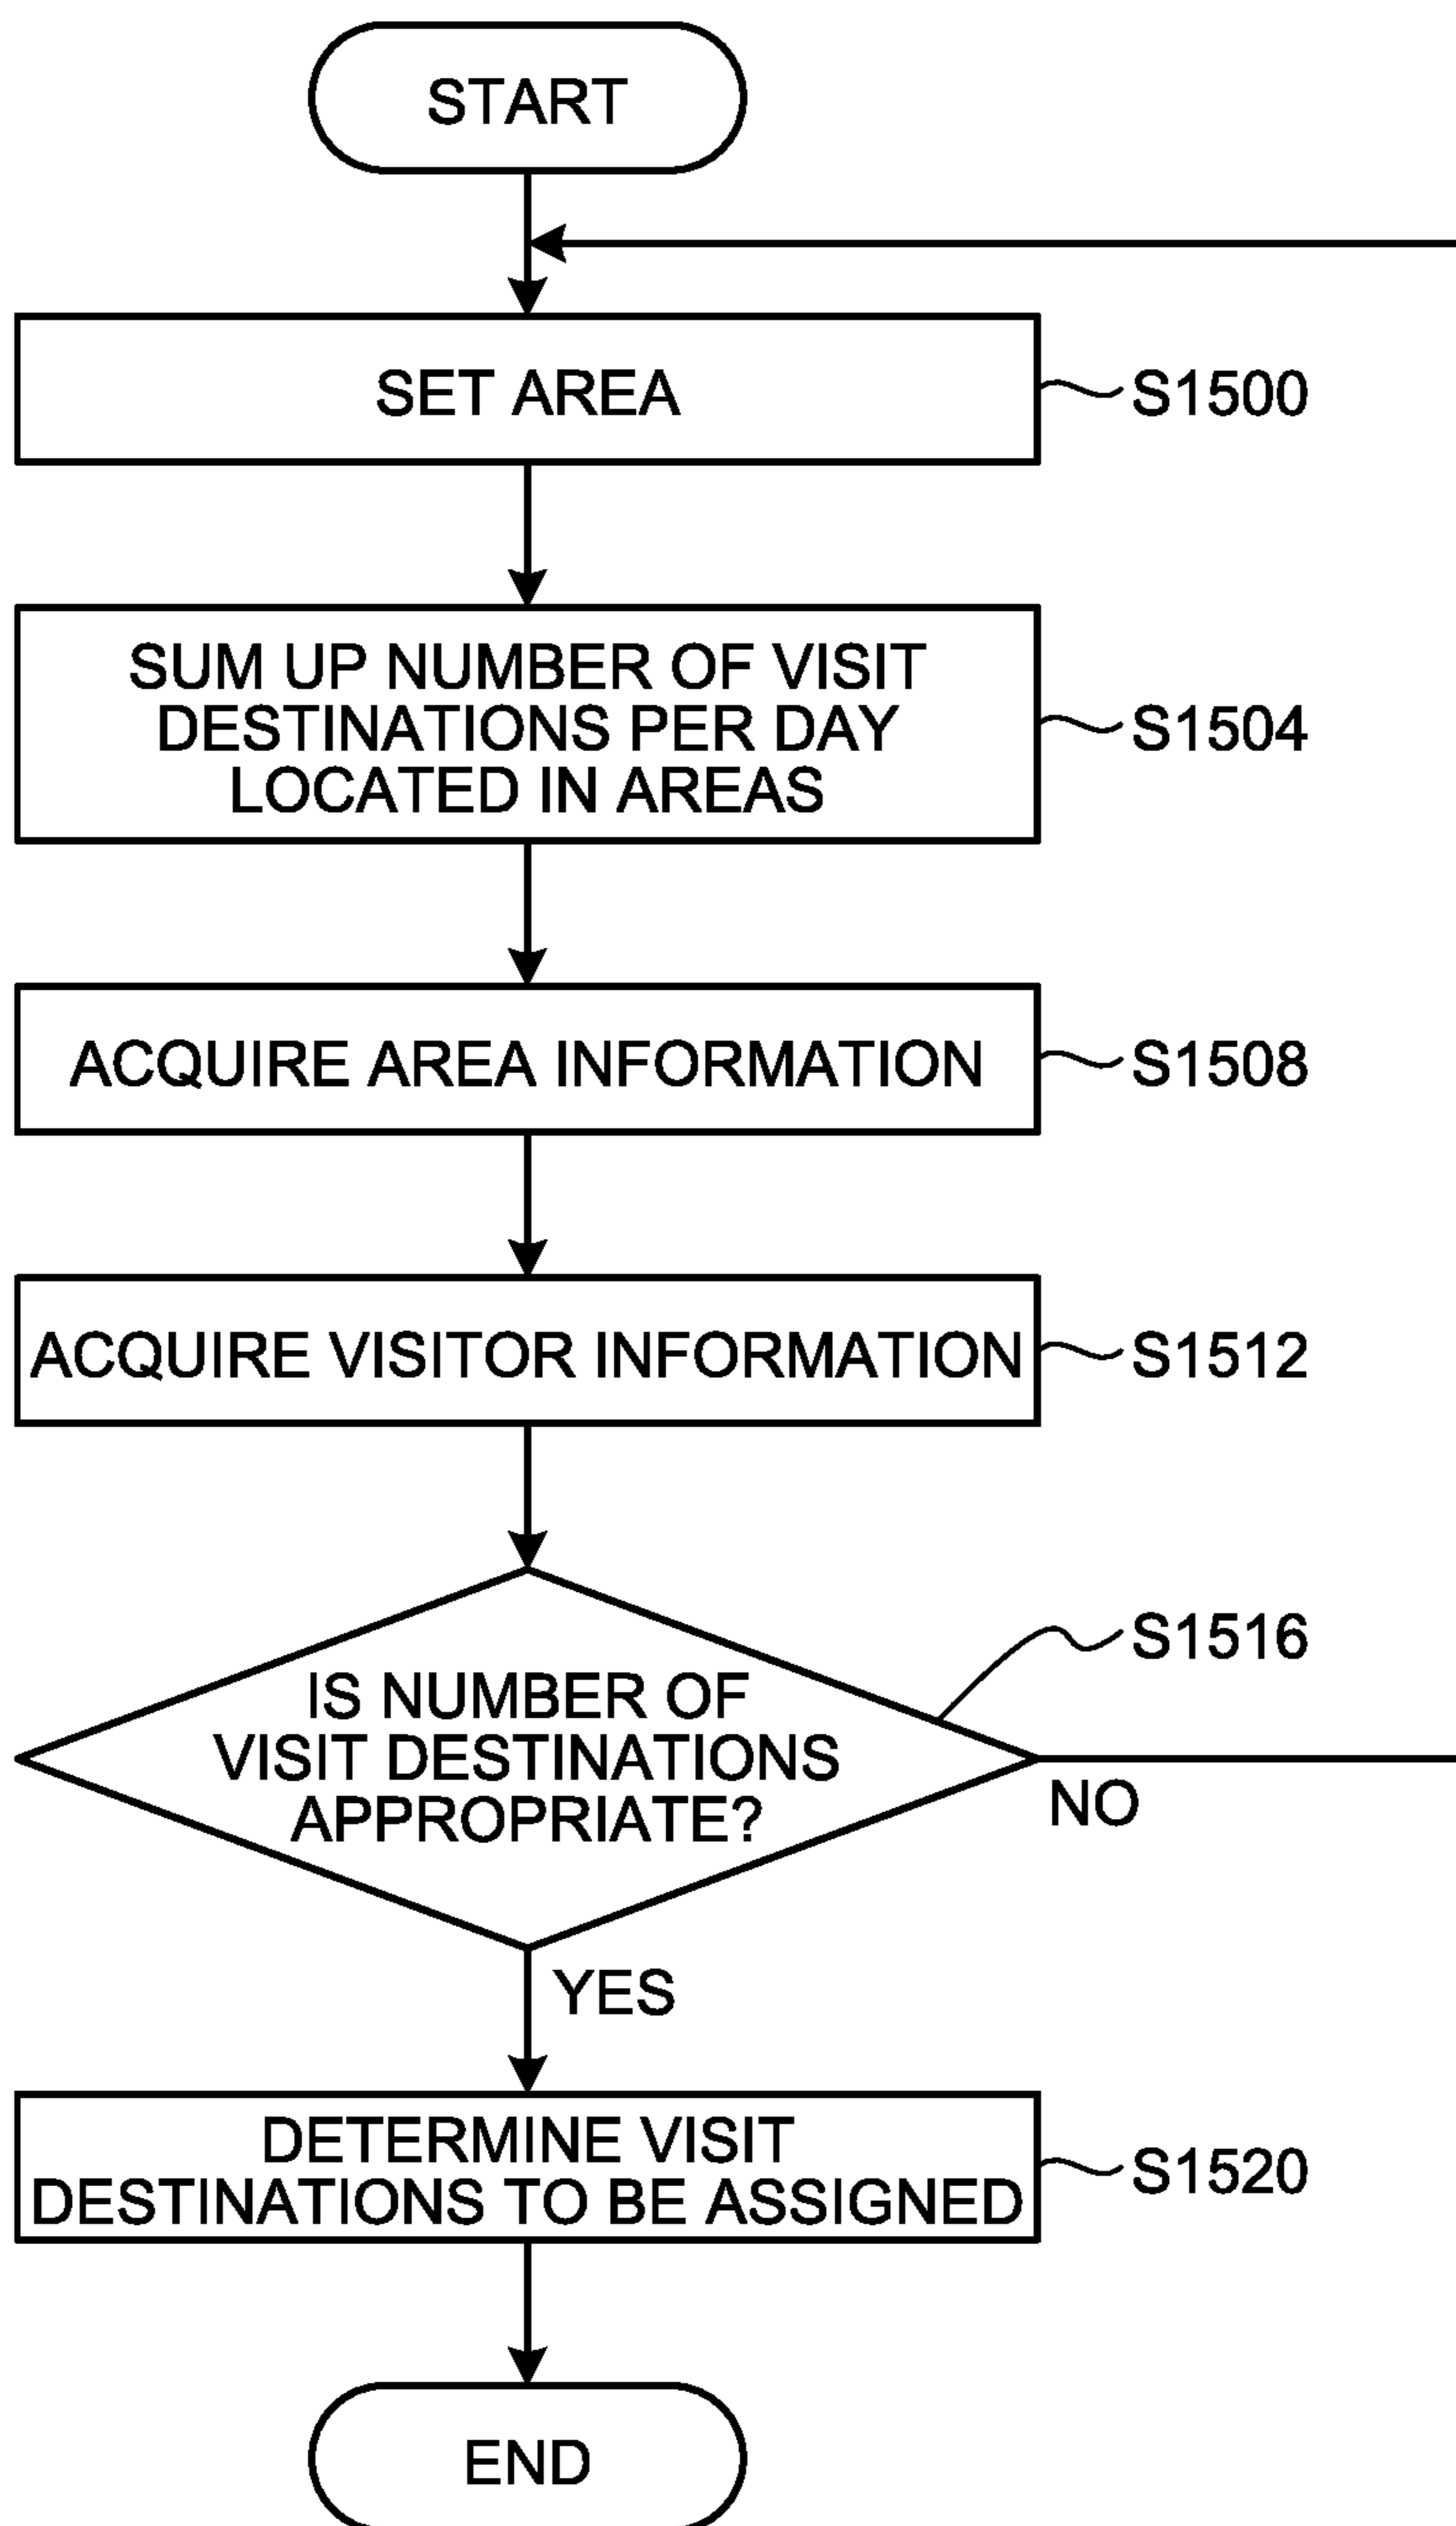 START
SET AREA
S1500
SUM UP NUMBER OF VISIT
DESTINATIONS PER DAY
LOCATED IN AREAS
S1504
ACQUIRE AREA INFORMATION
S1508
ACQUIRE VISITOR INFORMATION
S1512
S1516
IS NUMBER OF
VISIT DESTINATIONS
APPROPRIATE?
NO
YES
DETERMINE VISIT
DESTINATIONS TO BE ASSIGNED
S1520
END